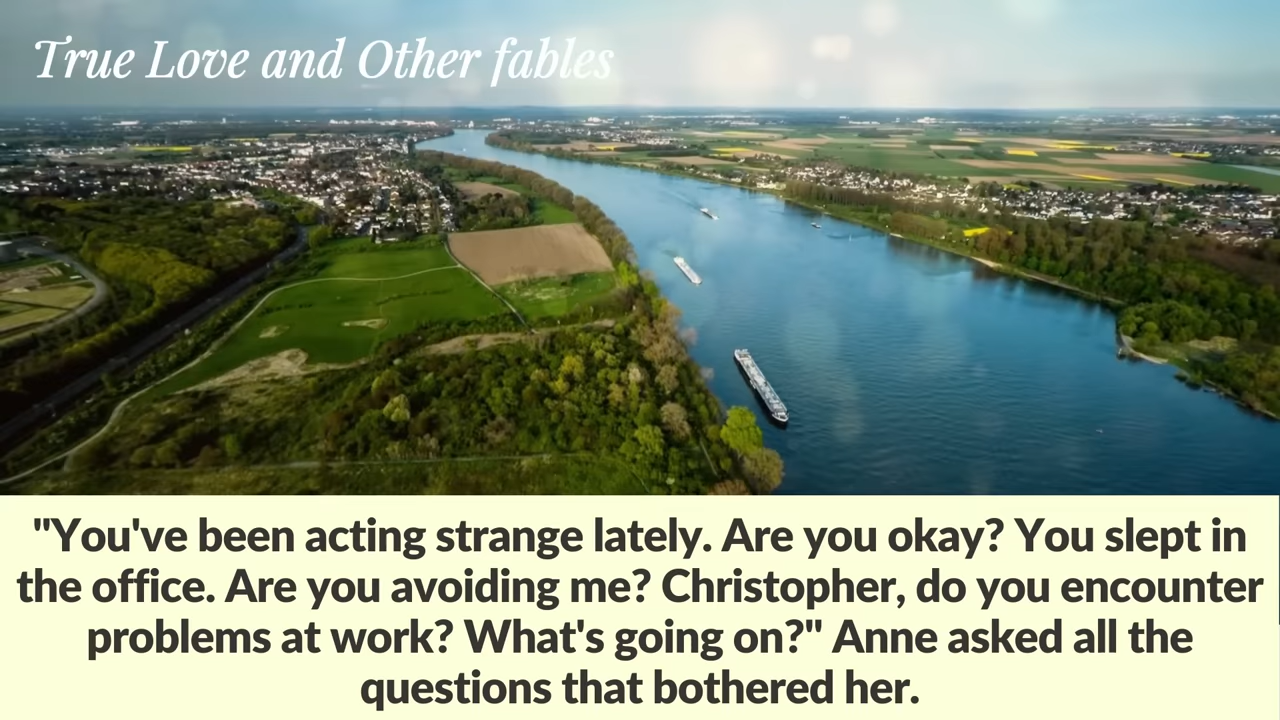 True Love and Other fables
"You've been acting strange lately. Are you okay? You slept in
the office. Are you avoiding me? Christopher, do you encounter
problems at work? What's going on?" Anne asked all the
questions that bothered her.